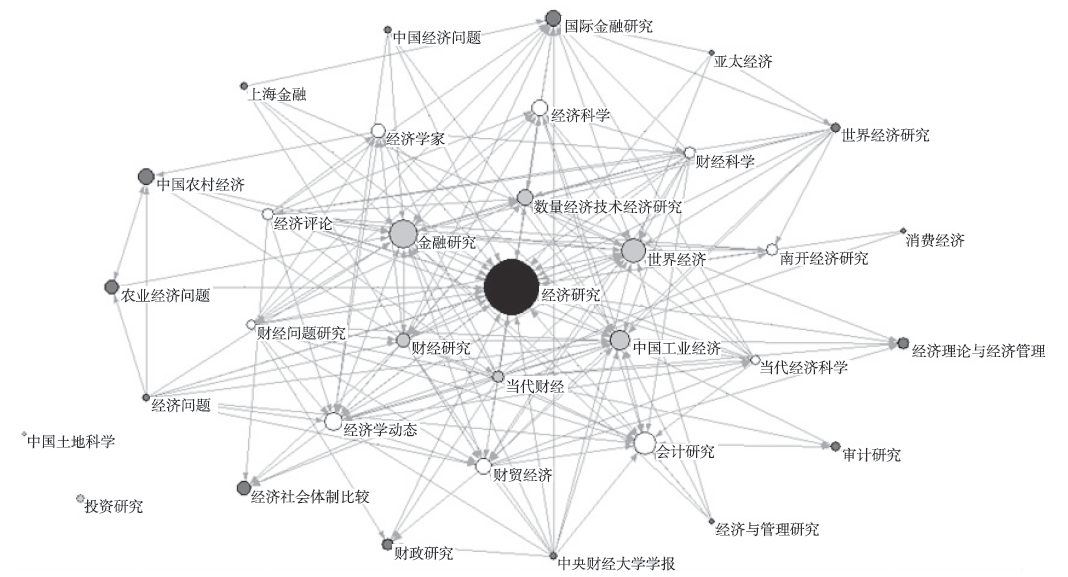 国际金融研究
中国经济问题
亚太经济
上海金融
经济科学
世界经济研究
经济学家
财经科学
中国农村经济
数量经济技术经济研究
经济评论
金融研究
消费经济
世界经济
南开经济研究
农业经济问题
经济研究
财经问题研究
财经研究
中国工业经济
经济理论与经济管理
当代经济科学
当代财经
经济问题
经济学动态
中国土地科学
会计研究
审计研究
财贸经济
经济社会体制比较
投资研究
经济与管理研究
财政研究
中央财经大学学报